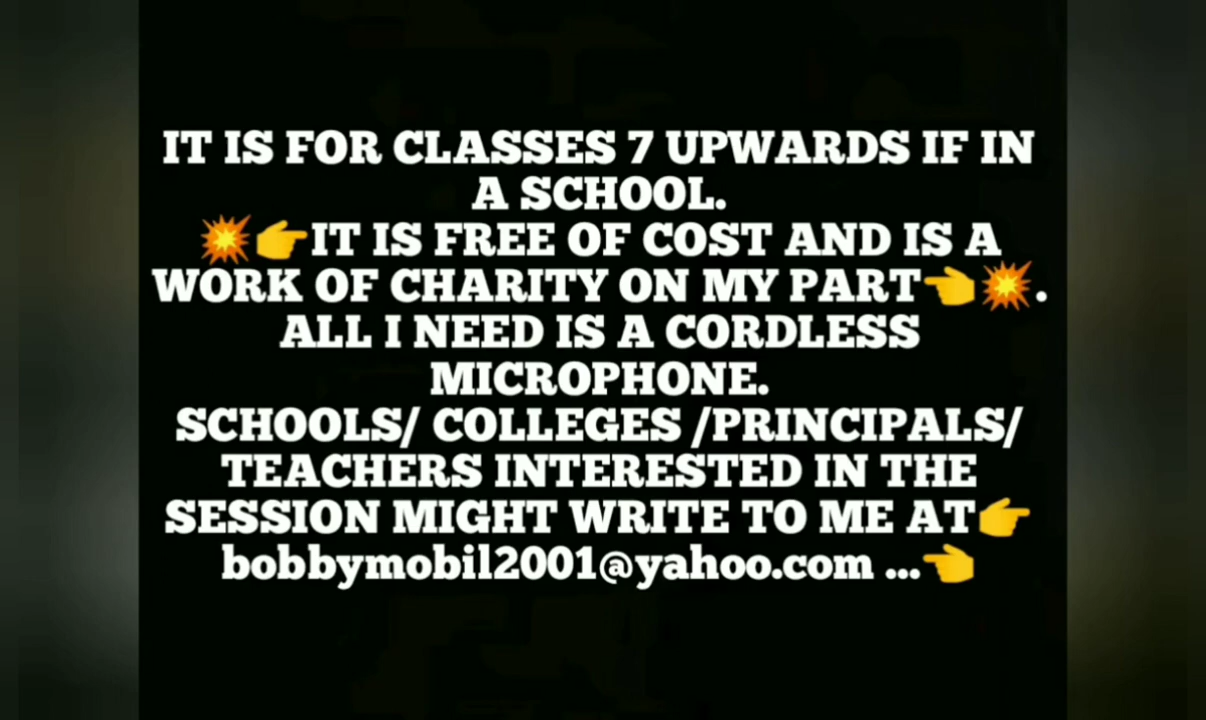 IT IS FOR CLASSES 7 UPWARDS IF IN
A SCHOOL.
💥👉IT IS FREE OF COST AND IS A
WORK OF CHARITY ON MY PART👈💥.
ALL I NEED IS A CORDLESS
MICROPHONE.
SCHOOLS/ COLLEGES /PRINCIPALS/
TEACHERS INTERESTED IN THE
SESSION MIGHT WRITE TO ME AT👉
bobbymobil2001@yahoo.com ...👈